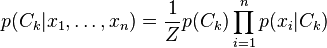 p(C_k|x_1, \dots, x_n) = \frac{1}{Z} p(C_k) \prod_{i=1}^{n} p(x_i|C_k)